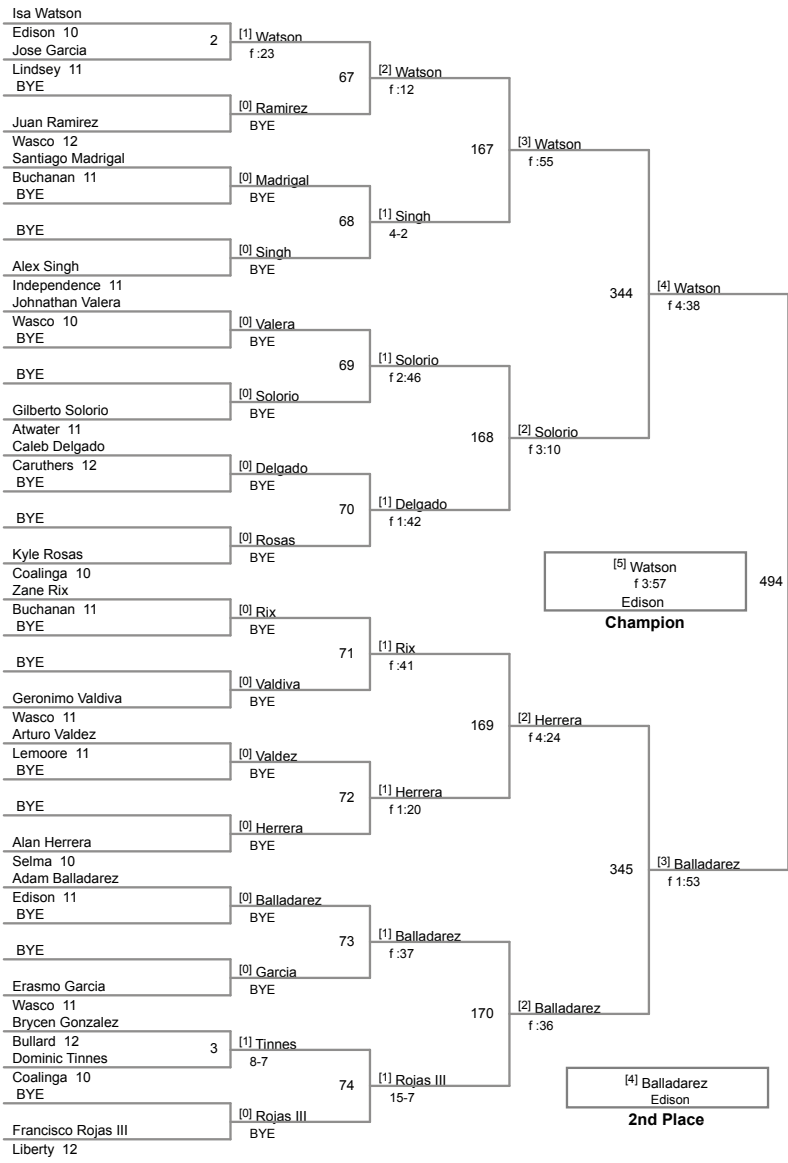 Isa Watson
Edison 10
Jose Garcia
Lindsey 11
BYE
Juan Ramirez
Wasco 12
Santiago Madrigal
Buchanan 11
BYE
BYE
Alex Singh
Independence 11
Johnathan Valera
Wasco 10
BYE
BYE
Gilberto Solorio
Atwater 11
Caleb Delgado
Caruthers 12
BYE
BYE
Kyle Rosas
Coalinga 10
Zane Rix
Buchanan 11
BYE
BYE
Geronimo Valdiva
Wasco 11
Arturo Valdez
Lemoore 11
BYE
BYE
Alan Herrera
Selma 10
Adam Balladarez
Edison 11
BYE
BYE
Erasmo Garcia
Wasco 11
Brycen Gonzalez
Bullard 12
Dominic Tinnes
Coalinga 10
BYE
Francisco Rojas III
Liberty 12
2
3
[1] Watson
f :23
[0] Ramirez
BYE
[0] Madrigal
BYE
[0] Singh
BYE
[0] Valera
BYE
[0] Solorio
BYE
[0] Delgado
BYE
[0] Rosas
BYE
[0] Rix
BYE
[0] Valdiva
BYE
[0] Valdez
BYE
[0] Herrera
BYE
[0] Balladarez
BYE
[0] Garcia
BYE
[1] Tinnes
8-7
[0] Rojas III
BYE
67
68
69
70
71
72
73
74
[2] Watson
f :12
[1] Singh
4-2
[1] Solorio
f 2:46
[1] Delgado
f 1:42
[1] Rix
f :41
[1] Herrera
f 1:20
[1] Balladarez
f :37
[1] Rojas III
15-7
167
168
169
170
[3] Watson
f :55
[2] Solorio
f 3:10
[2] Herrera
f 4:24
[2] Balladarez
f :36
344
345
[4] Watson
f 4:38
[3] Balladarez
f 1:53
494
[5] Watson
f 3:57
Edison
Champion
[4] Balladarez
Edison
2nd Place